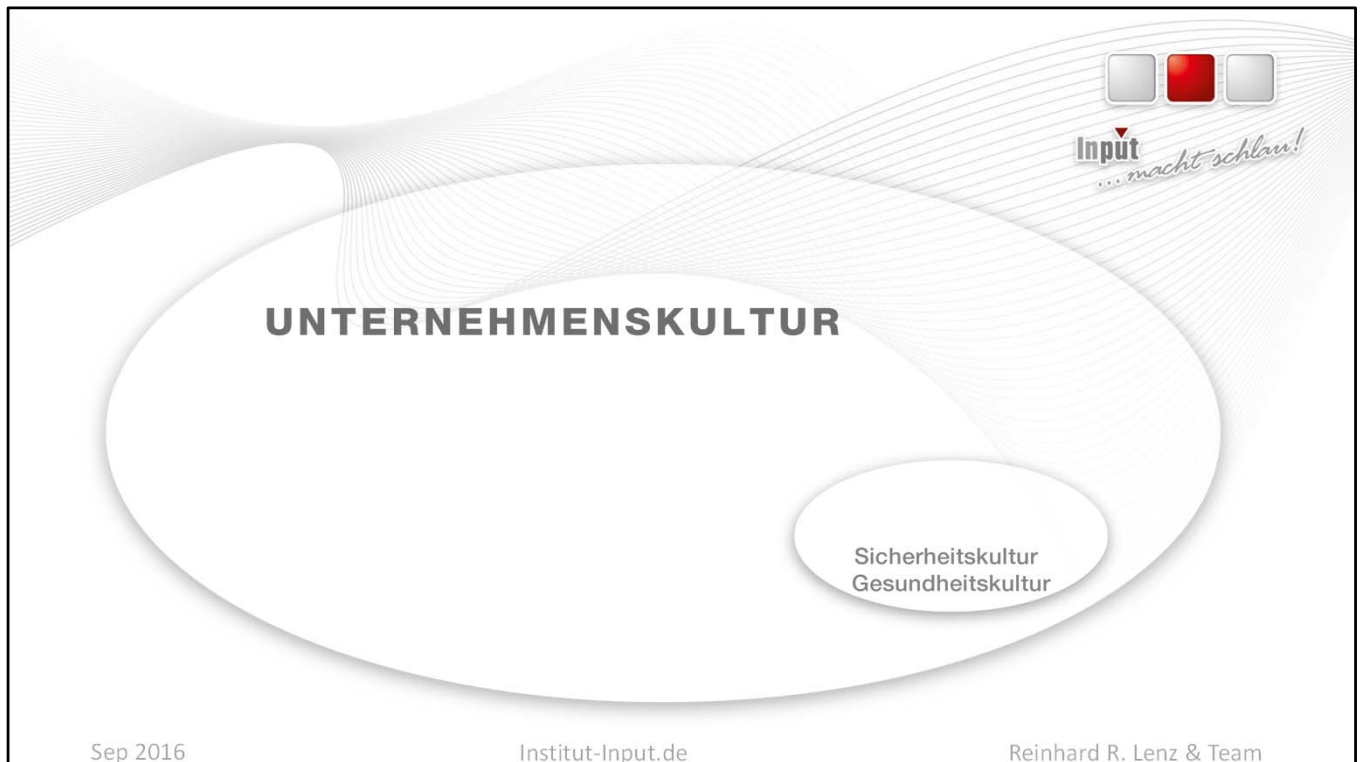 Input
...macht schlau!
UNTERNEHMENSKULTUR
Sicherheitskultur
Gesundheitskultur
Sep 2016
Institut-Input.de
Reinhard R. Lenz & Team